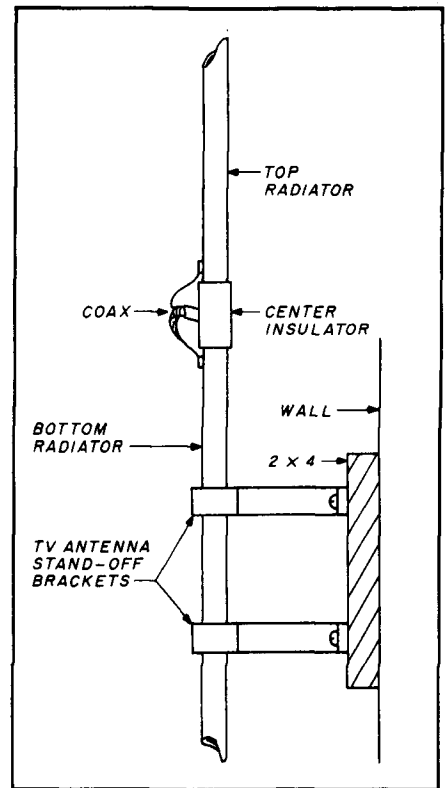 TOP
RADIATOR
COAX
CENTER
INSULATOR
WALL
BOTTOM
RADIATOR
2 × 4
TV ANTENNA
STAND-OFF
BRACKETS